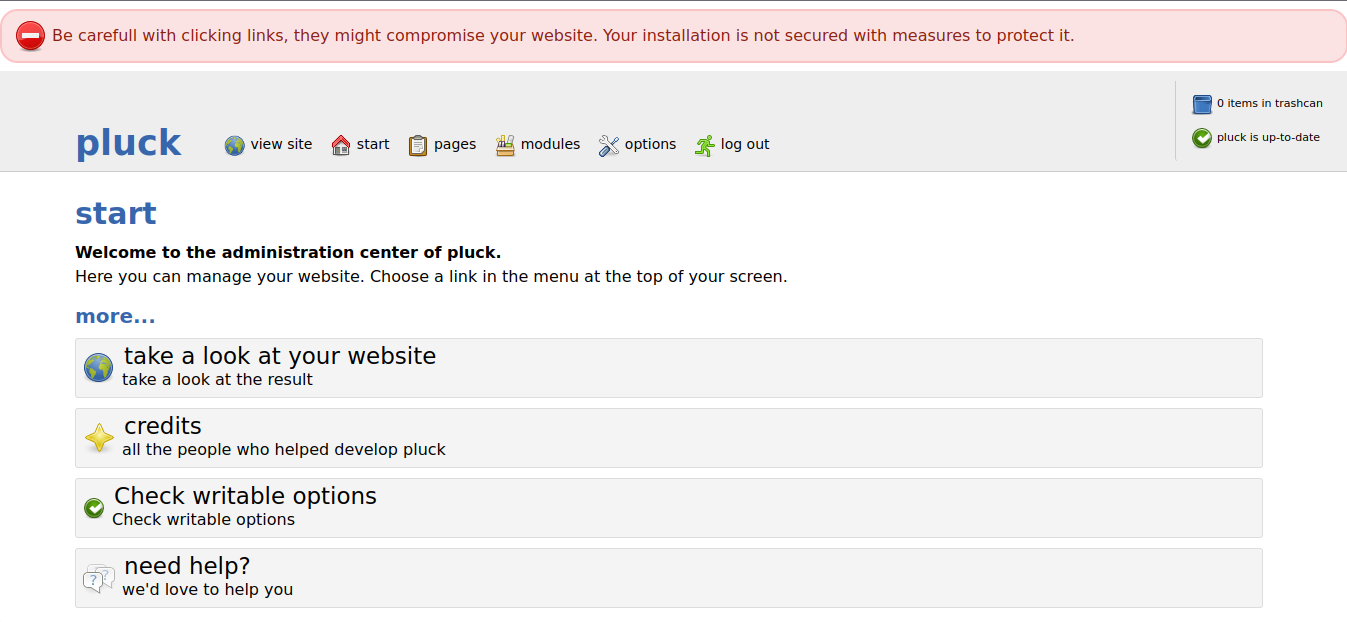 Be carefull with clicking links, they might compromise your website. Your installation is not secured with measures to protect it.
0 items in trashcan
pluck is up-to-date
pluck view site start pages modules options log out
start
Welcome to the administration center of pluck.
Here you can manage your website. Choose a link in the menu at the top of your screen.
more...
take a look at your website
take a look at the result
credits
all the people who helped develop pluck
Check writable options
Check writable options
need help?
we'd love to help you